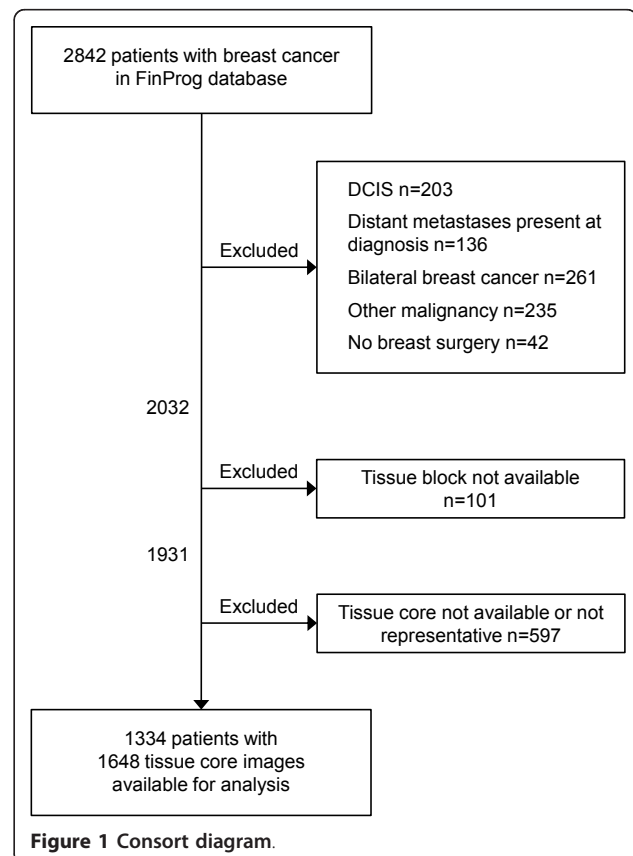 2842 patients with breast cancer
in FinProg database
DCIS n=203
Distant metastases present at
diagnosis n=136
Excluded
Bilateral breast cancer n=261
Other malignancy n=235
No breast surgery n=42
2032
Excluded
Tissue block not available
n=101
1931
Excluded
Tissue core not available or not
representative n=597
1334 patients with
1648 tissue core images
available for analysis
Figure 1 Consort diagram.